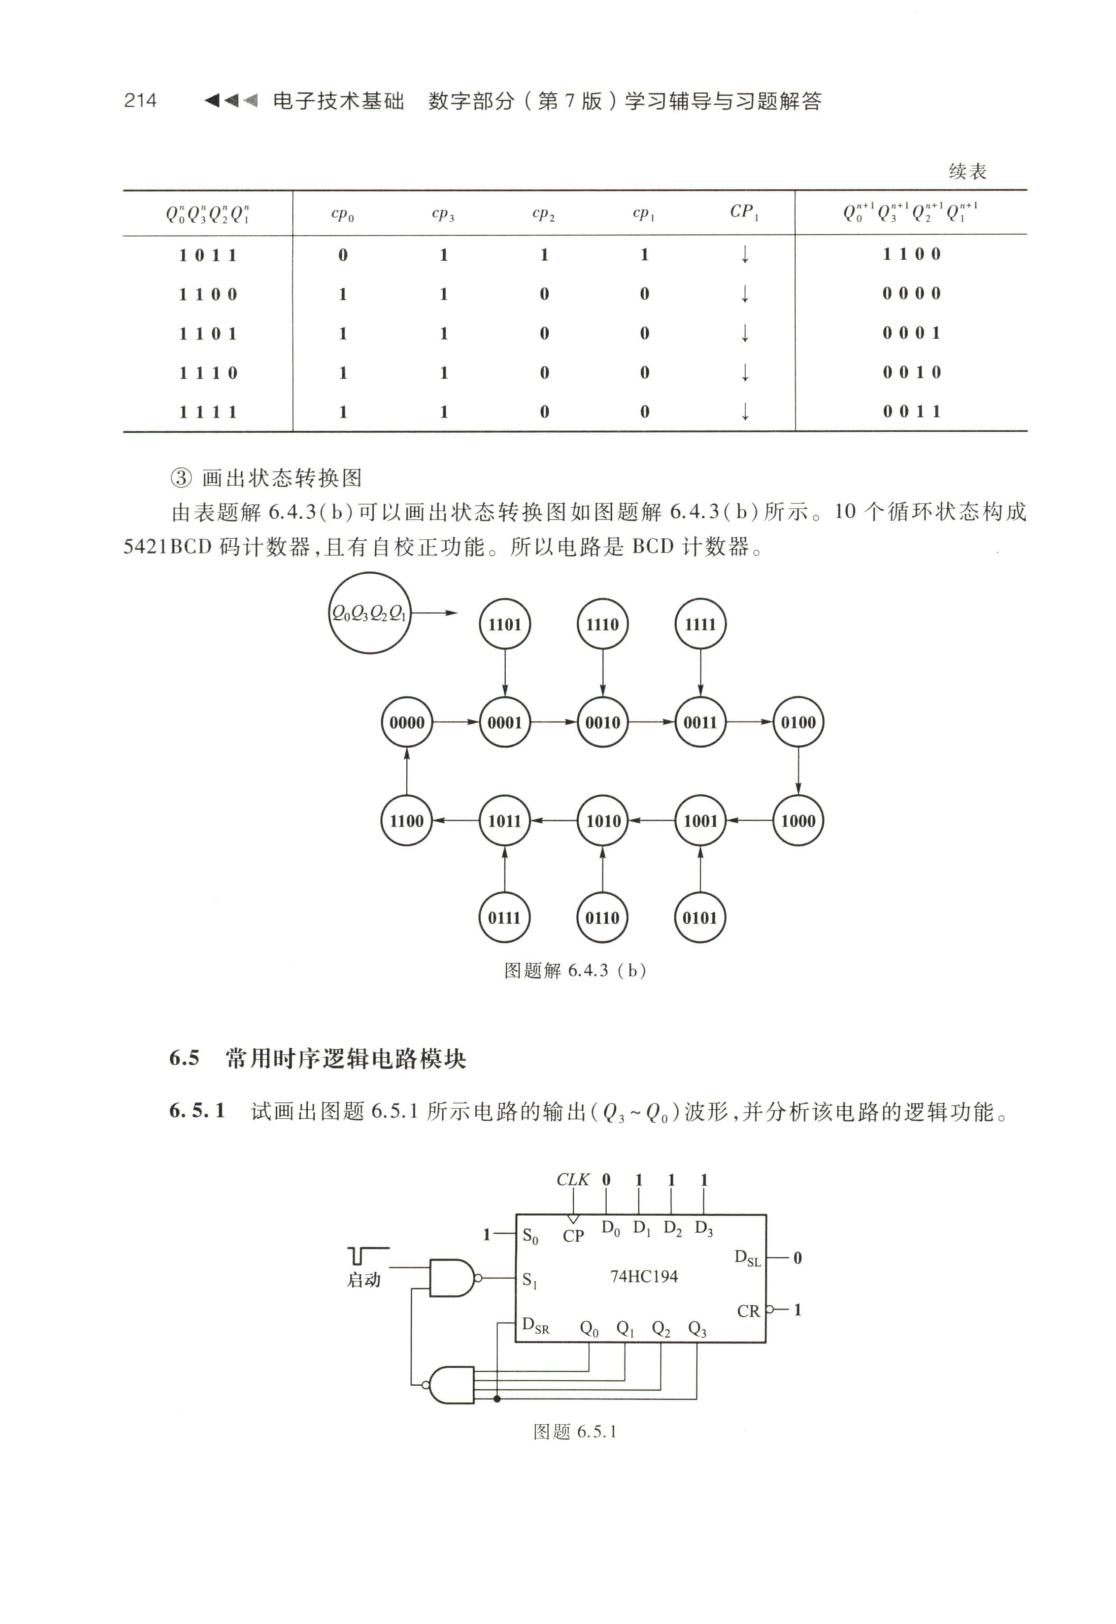 214 ◀◀◀ 电子技术基础 数字部分(第7版)学习辅导与习题解答
续表
Q₀ⁿQ₃ⁿQ₂ⁿQ₁ⁿ cp₀ cp₃ cp₂ cp₁ CP₁ Q₀ⁿ⁺¹Q₃ⁿ⁺¹Q₂ⁿ⁺¹Q₁ⁿ⁺¹
1 0 1 1 0 1 1 1 ↓ 1 1 0 0
1 1 0 0 1 1 0 0 ↓ 0 0 0 0
1 1 0 1 1 1 0 0 ↓ 0 0 0 1
1 1 1 0 1 1 0 0 ↓ 0 0 1 0
1 1 1 1 1 1 0 0 ↓ 0 0 1 1
③ 画出状态转换图
由表题解 6.4.3(b)可以画出状态转换图如图题解 6.4.3(b)所示。10 个循环状态构成
5421BCD 码计数器,且有自校正功能。所以电路是 BCD 计数器。
Q₀Q₃Q₂Q₁
1101 1110 1111
0000 0001 0010 0011 0100
1100 1011 1010 1001 1000
0111 0110 0101
图题解 6.4.3 (b)
6.5 常用时序逻辑电路模块
6.5.1 试画出图题 6.5.1 所示电路的输出(Q₃~Q₀)波形,并分析该电路的逻辑功能。
CLK 0 1 1 1
1 S₀ CP D₀ D₁ D₂ D₃
D_SL 0
启动 S₁ 74HC194
CR 1
D_SR Q₀ Q₁ Q₂ Q₃
图题 6.5.1